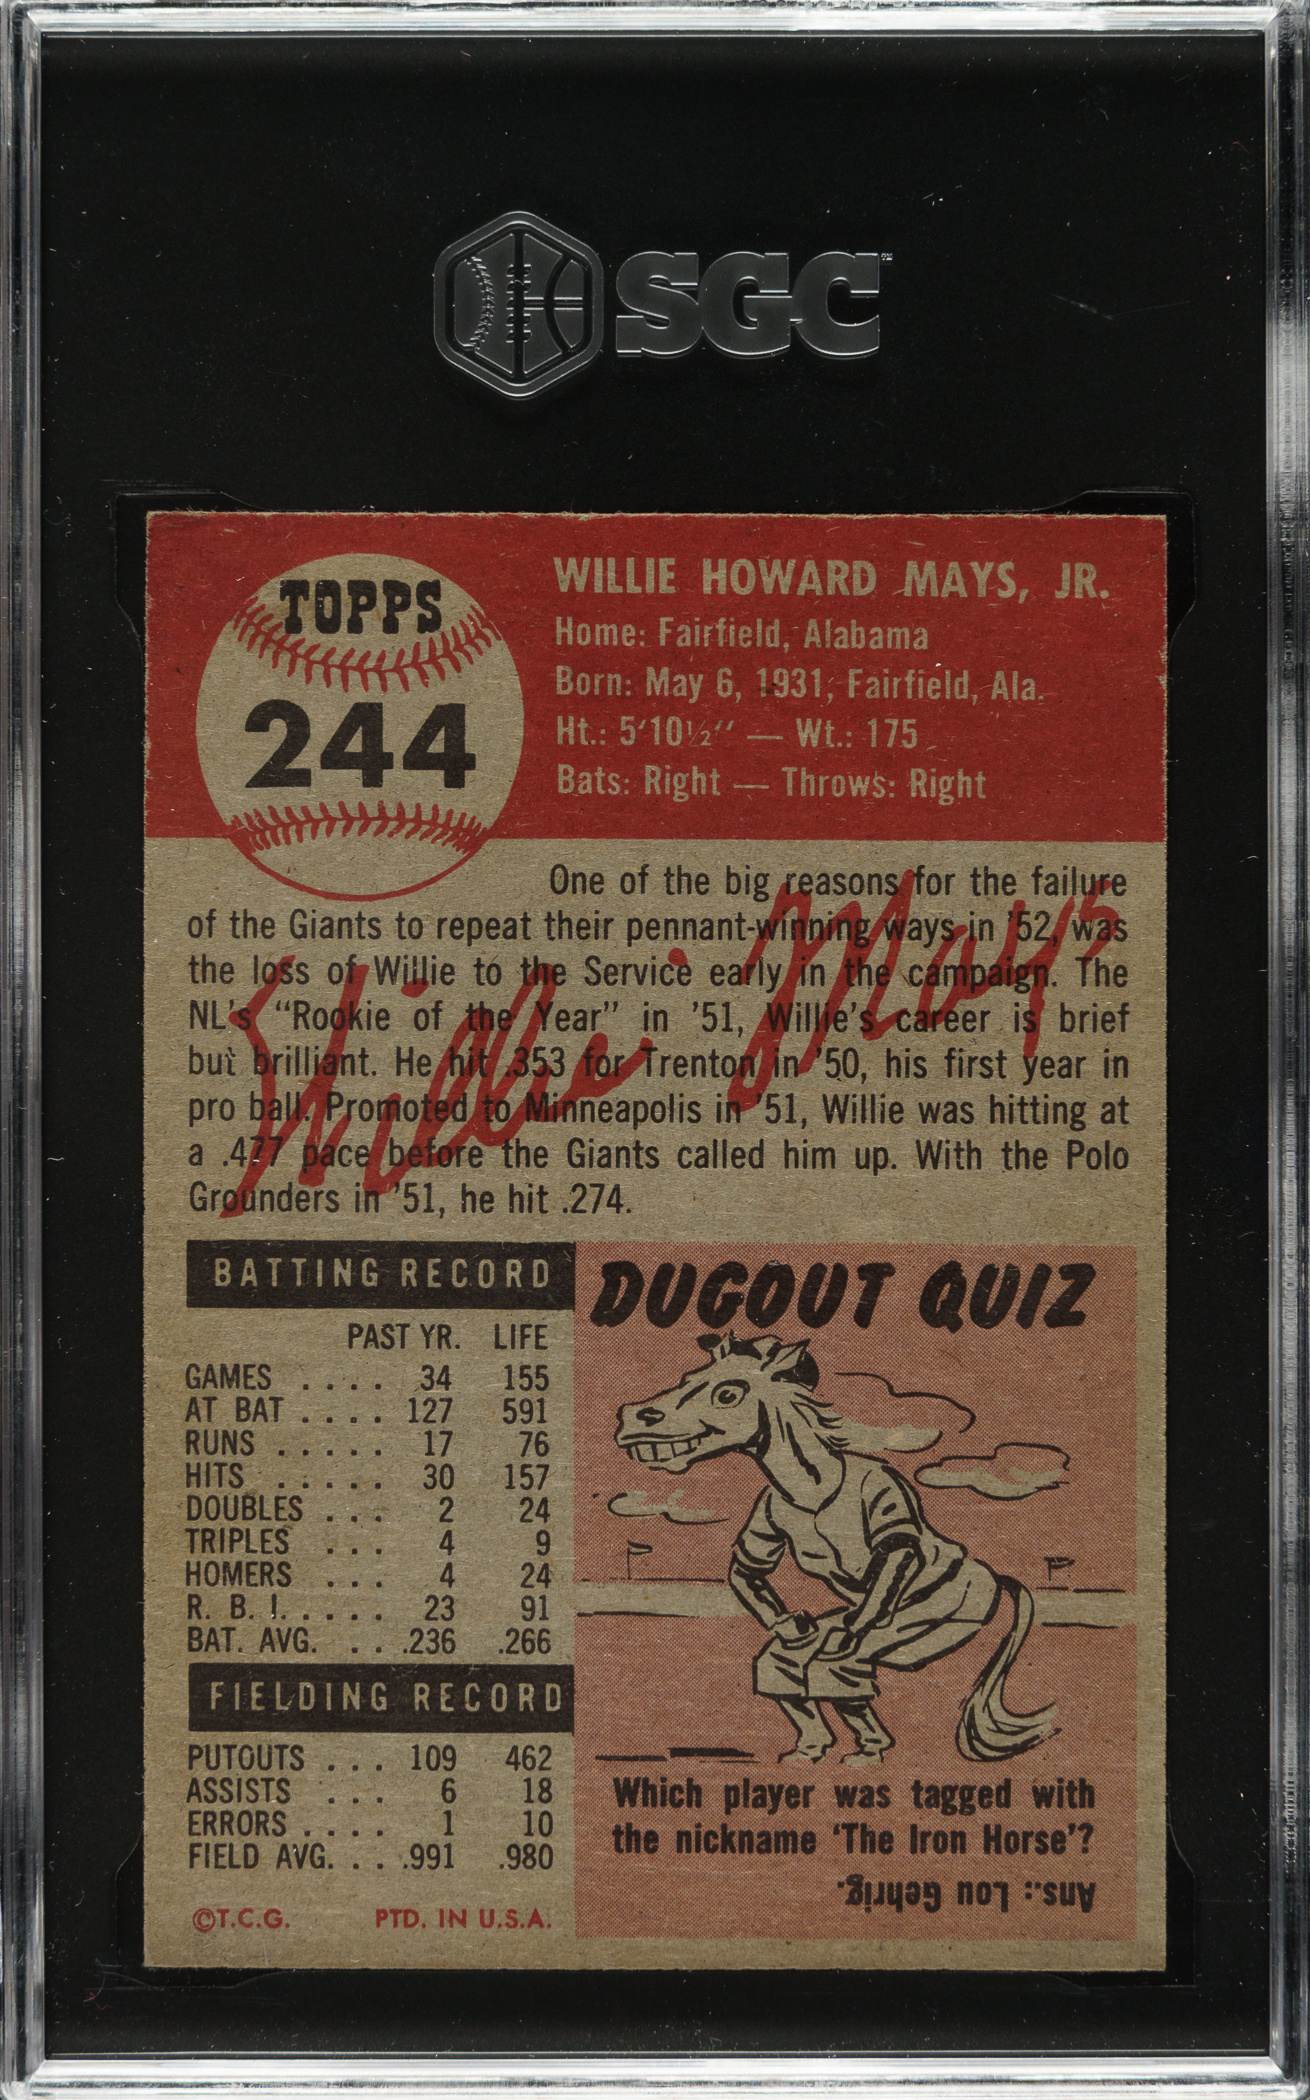 SGC™
TOPPS
244
WILLIE HOWARD MAYS, JR.
Home: Fairfield, Alabama
Born: May 6, 1931, Fairfield, Ala.
Ht.: 5'10½" — Wt.: 175
Bats: Right — Throws: Right
One of the big reasons for the failure
of the Giants to repeat their pennant-winning ways in '52, was
the loss of Willie to the Service early in the campaign. The
NL's "Rookie of the Year" in '51, Willie's career is brief
but brilliant. He hit .353 for Trenton in '50, his first year in
pro ball. Promoted to Minneapolis in '51, Willie was hitting at
a .477 pace before the Giants called him up. With the Polo
Grounders in '51, he hit .274.
Willie Mays
BATTING RECORD
PAST YR. LIFE
GAMES . . . . 34 155
AT BAT . . . . 127 591
RUNS . . . . . 17 76
HITS . . . . . 30 157
DOUBLES . . . 2 24
TRIPLES . . . 4 9
HOMERS . . . 4 24
R. B. I. . . . . . 23 91
BAT. AVG. . . . .236 .266
FIELDING RECORD
PUTOUTS . . . 109 462
ASSISTS . . . 6 18
ERRORS . . . . 1 10
FIELD AVG. . . . .991 .980
©T.C.G. PTD. IN U.S.A.
DUGOUT QUIZ
Which player was tagged with
the nickname 'The Iron Horse'?
Ans.: Lou Gehrig.